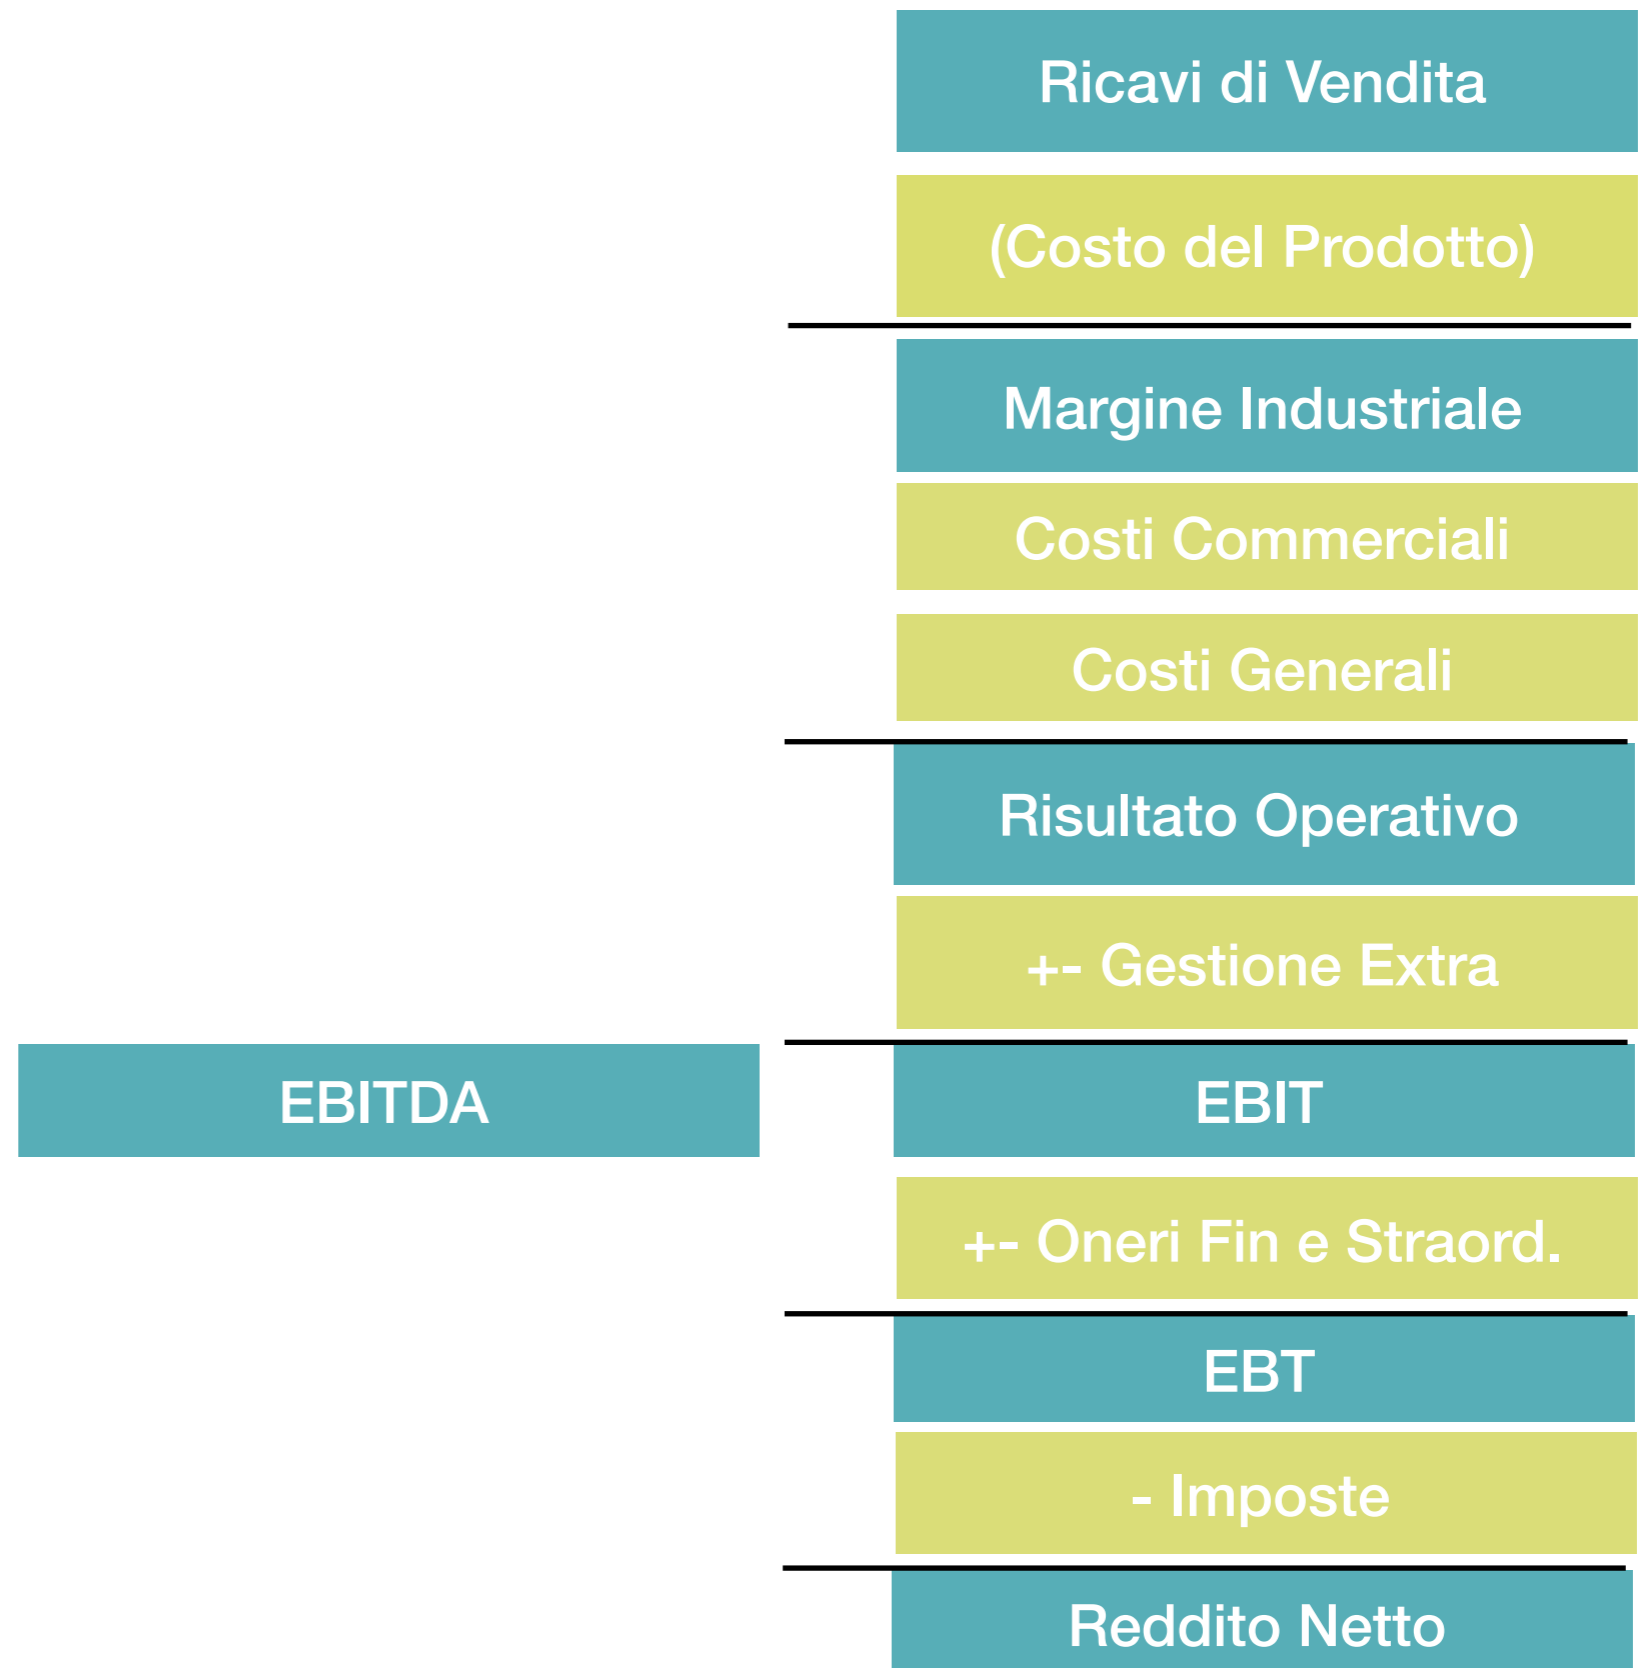 Ricavi di Vendita
(Costo del Prodotto)
Margine Industriale
Costi Commerciali
Costi Generali
Risultato Operativo
+- Gestione Extra
EBITDA
EBIT
+- Oneri Fin e Straord.
EBT
- Imposte
Reddito Netto